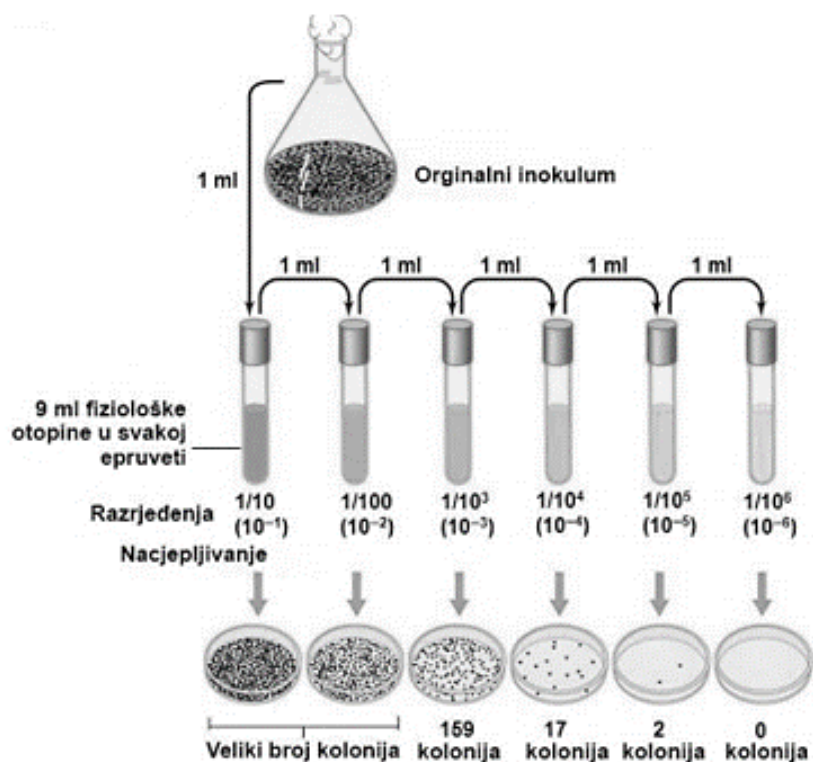 1 ml
Orginalni inokulum
1 ml
1 ml
1 ml
1 ml
1 ml
9 ml fiziološke
otopine u svakoj
epruveti
Razrjeđenja
1/10
(10⁻¹)
1/100
(10⁻²)
1/10³
(10⁻³)
1/10⁴
(10⁻⁴)
1/10⁵
(10⁻⁵)
1/10⁶
(10⁻⁶)
Nacjepljivanje
Veliki broj kolonija
159
kolonija
17
kolonija
2
kolonija
0
kolonija